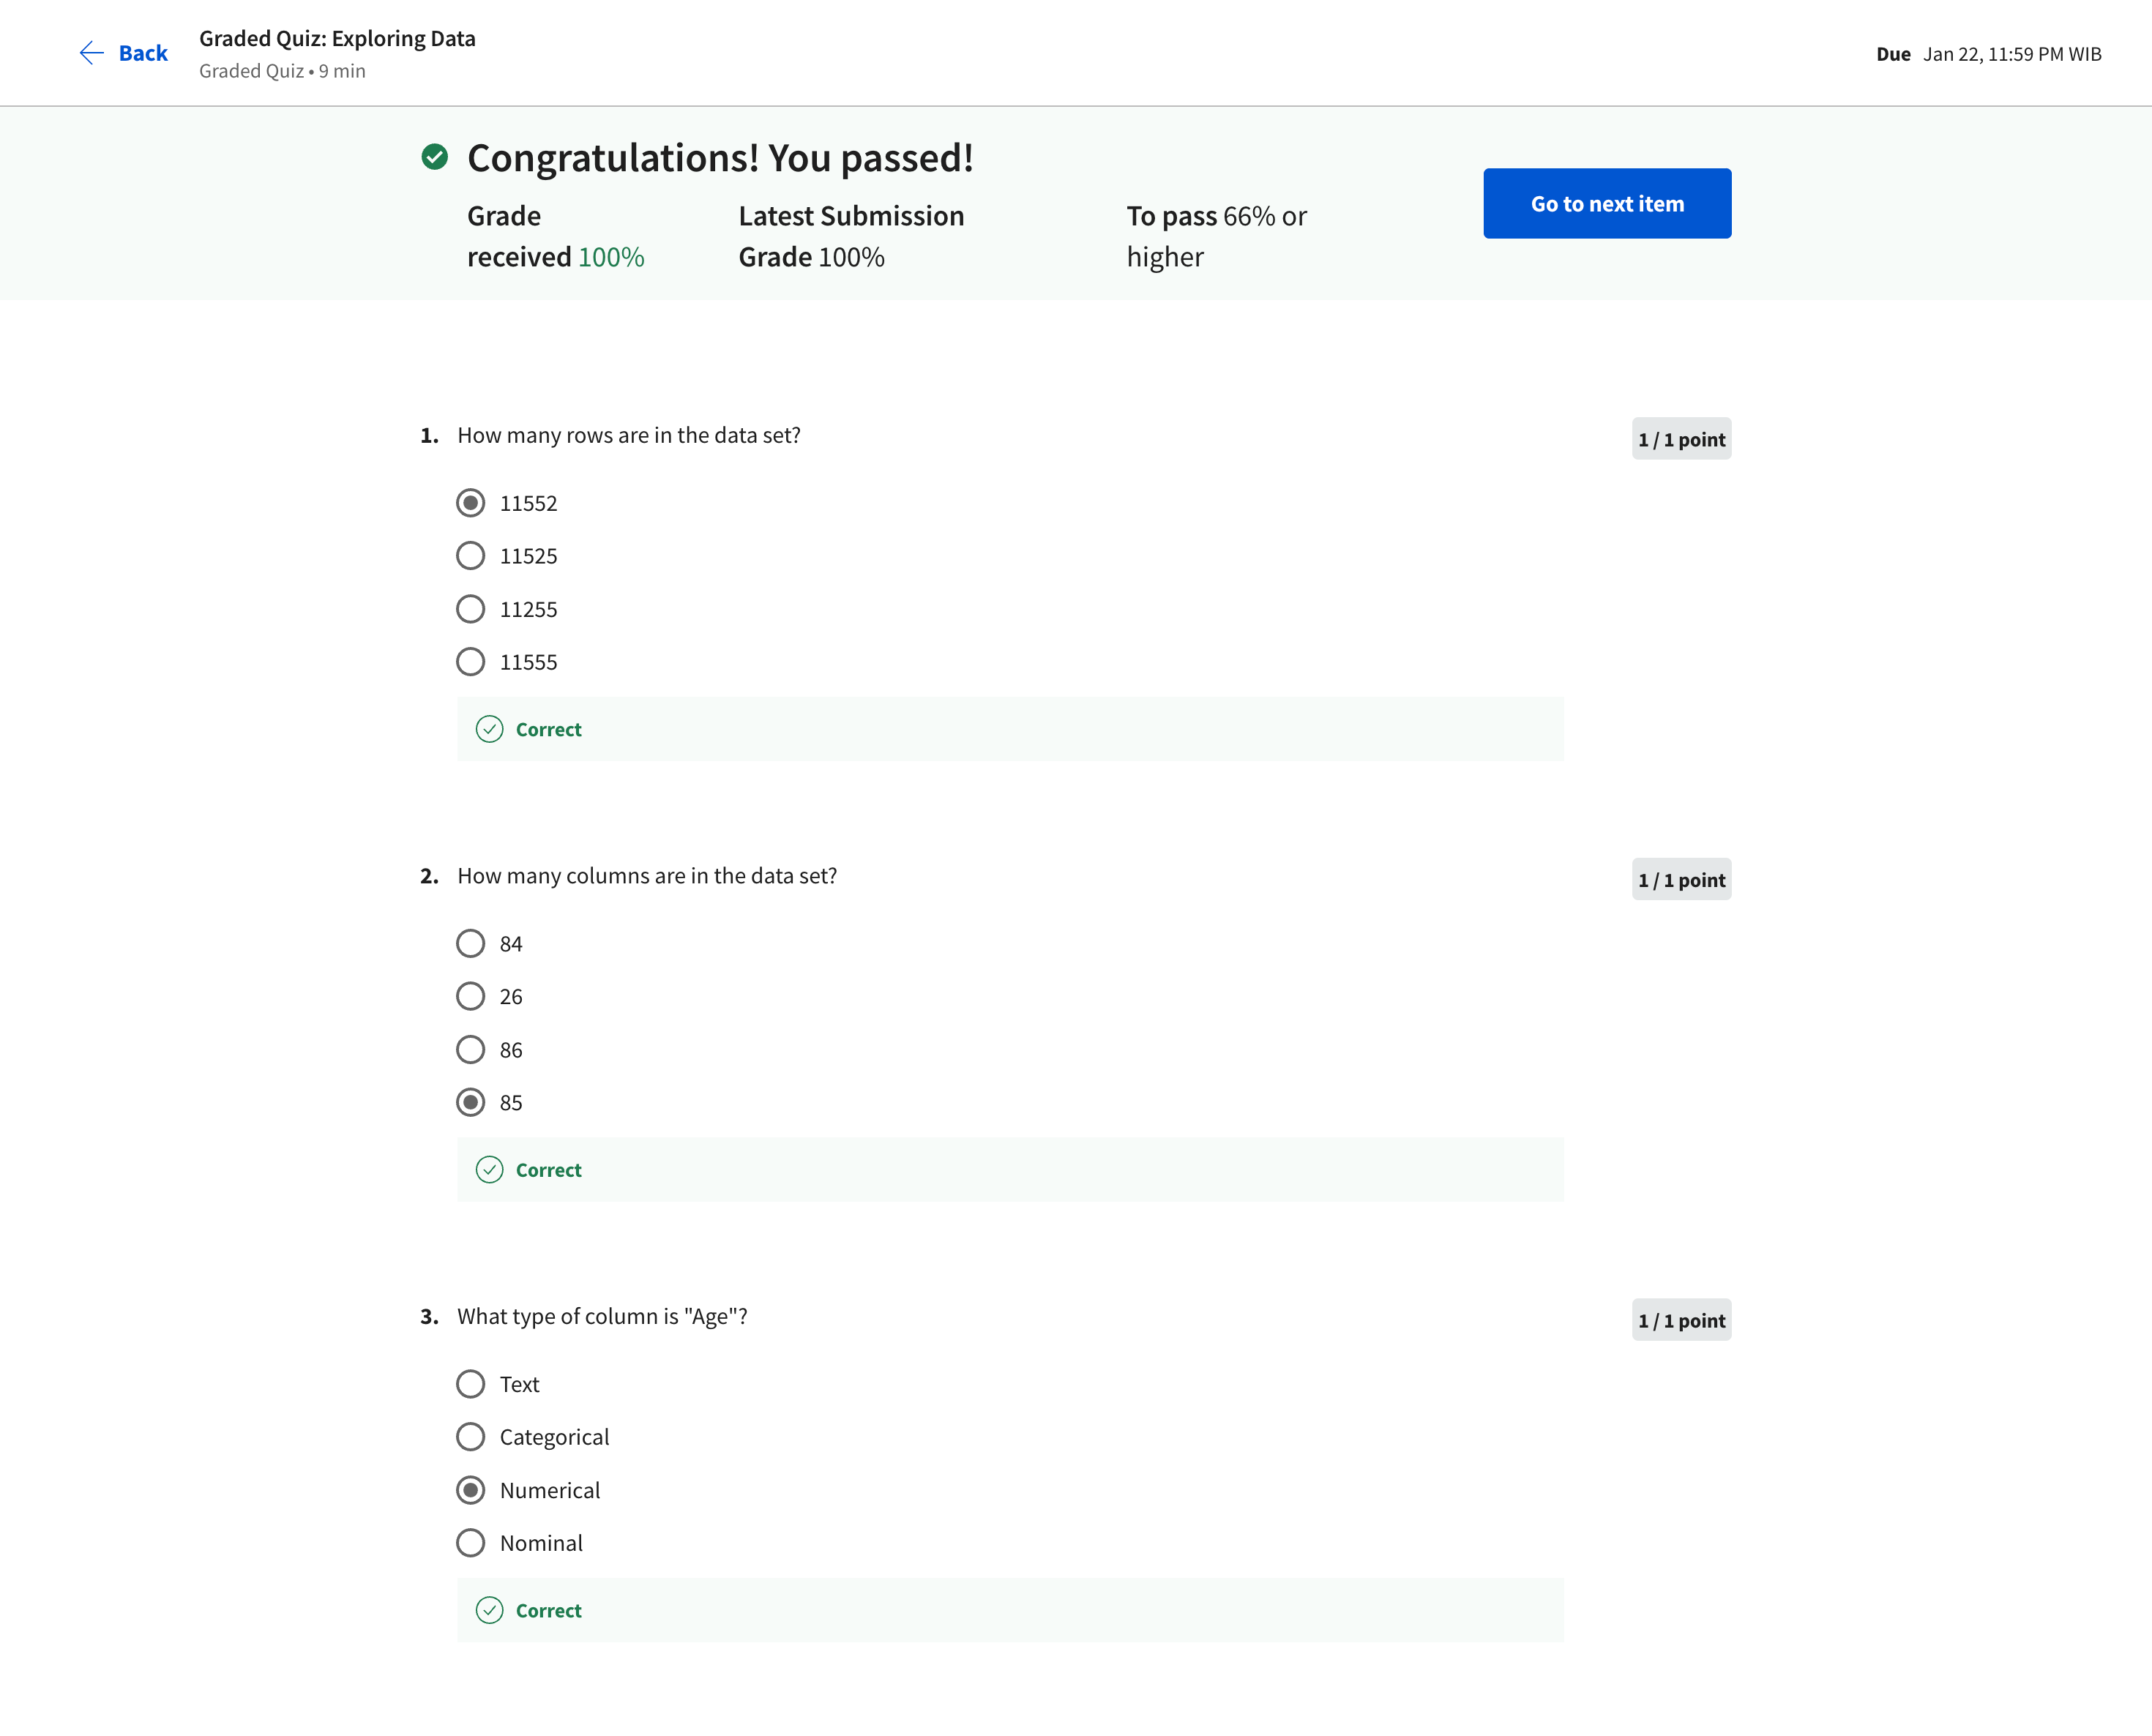 Back
Graded Quiz: Exploring Data
Graded Quiz • 9 min
Due Jan 22, 11:59 PM WIB
Congratulations! You passed!
Grade
received 100%
Latest Submission
Grade 100%
To pass 66% or
higher
Go to next item
1. How many rows are in the data set?
1 / 1 point
11552
11525
11255
11555
Correct
2. How many columns are in the data set?
1 / 1 point
84
26
86
85
Correct
3. What type of column is "Age"?
1 / 1 point
Text
Categorical
Numerical
Nominal
Correct